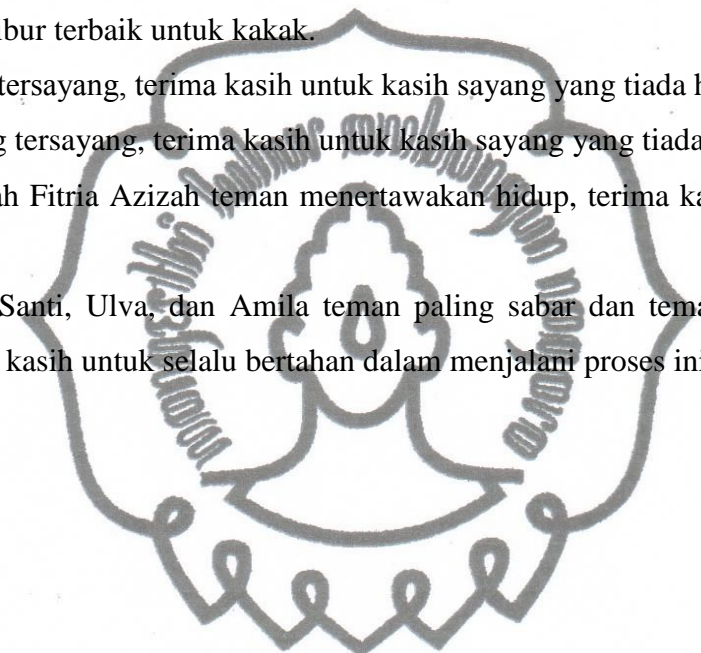 ibur terbaik untuk kakak.
tersayang, terima kasih untuk kasih sayang yang tiada h
g tersayang, terima kasih untuk kasih sayang yang tiada
ah Fitria Azizah teman menertawakan hidup, terima ka
Santi, Ulva, dan Amila teman paling sabar dan tema
kasih untuk selalu bertahan dalam menjalani proses ini